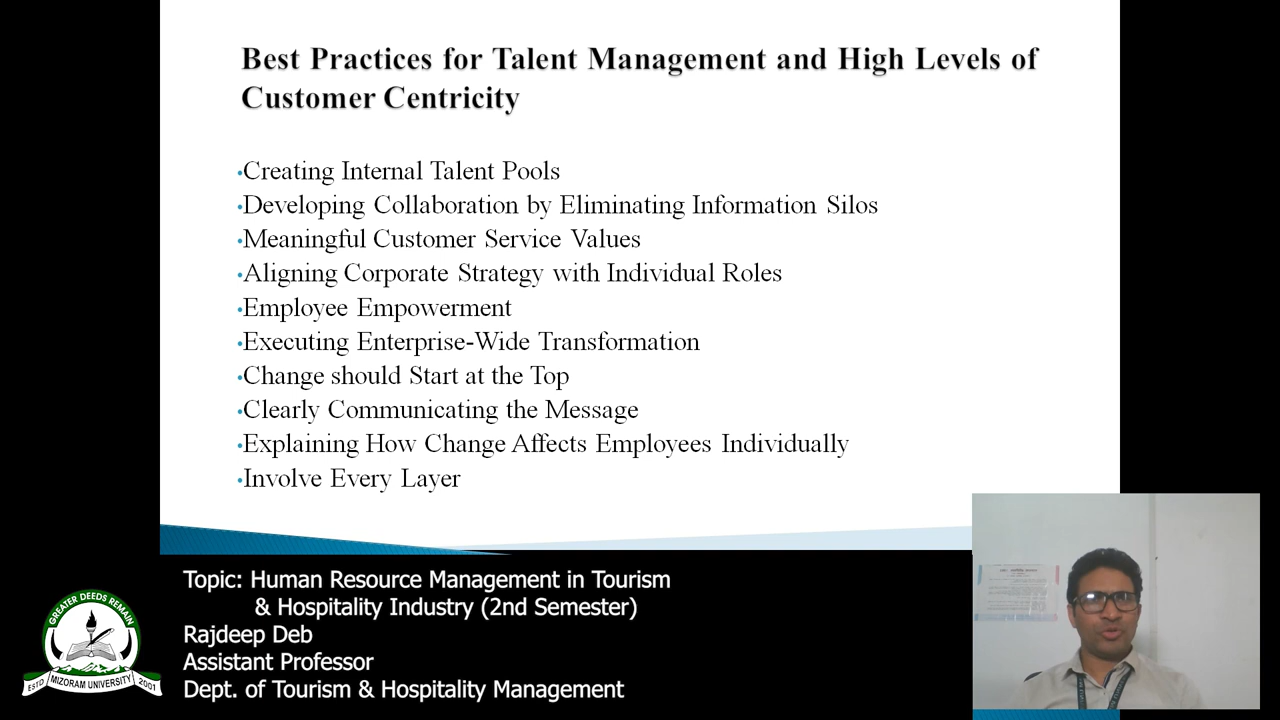 Best Practices for Talent Management and High Levels of
Customer Centricity
•Creating Internal Talent Pools
•Developing Collaboration by Eliminating Information Silos
•Meaningful Customer Service Values
•Aligning Corporate Strategy with Individual Roles
•Employee Empowerment
•Executing Enterprise-Wide Transformation
•Change should Start at the Top
•Clearly Communicating the Message
•Explaining How Change Affects Employees Individually
•Involve Every Layer
Topic: Human Resource Management in Tourism
& Hospitality Industry (2nd Semester)
Rajdeep Deb
Assistant Professor
Dept. of Tourism & Hospitality Management
GREATER DEEDS REMAIN
ESTD MIZORAM UNIVERSITY 2001